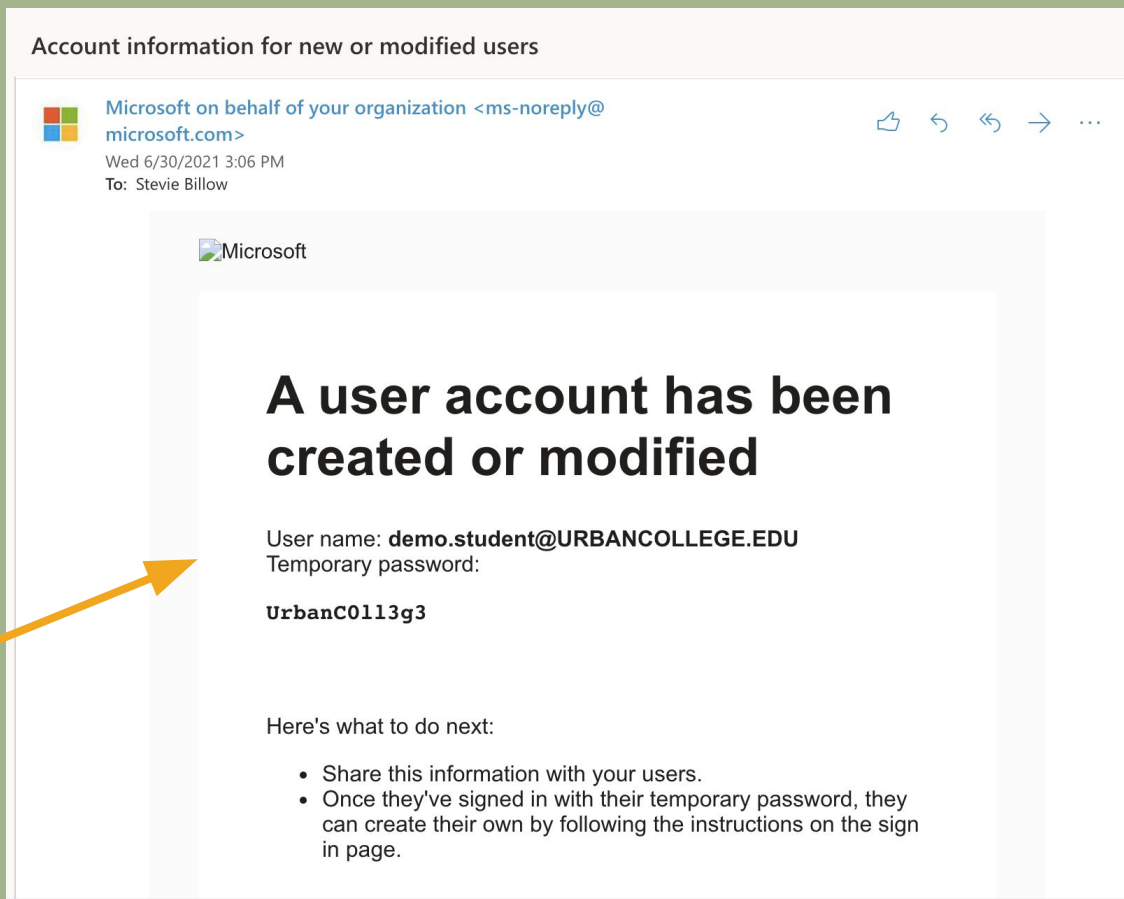 Account information for new or modified users
Microsoft on behalf of your organization <ms-noreply@
microsoft.com>
Wed 6/30/2021 3:06 PM
To: Stevie Billow
Microsoft
A user account has been
created or modified
User name: demo.student@URBANCOLLEGE.EDU
Temporary password:
UrbanC0ll3g3
Here's what to do next:
• Share this information with your users.
• Once they've signed in with their temporary password, they
can create their own by following the instructions on the sign
in page.